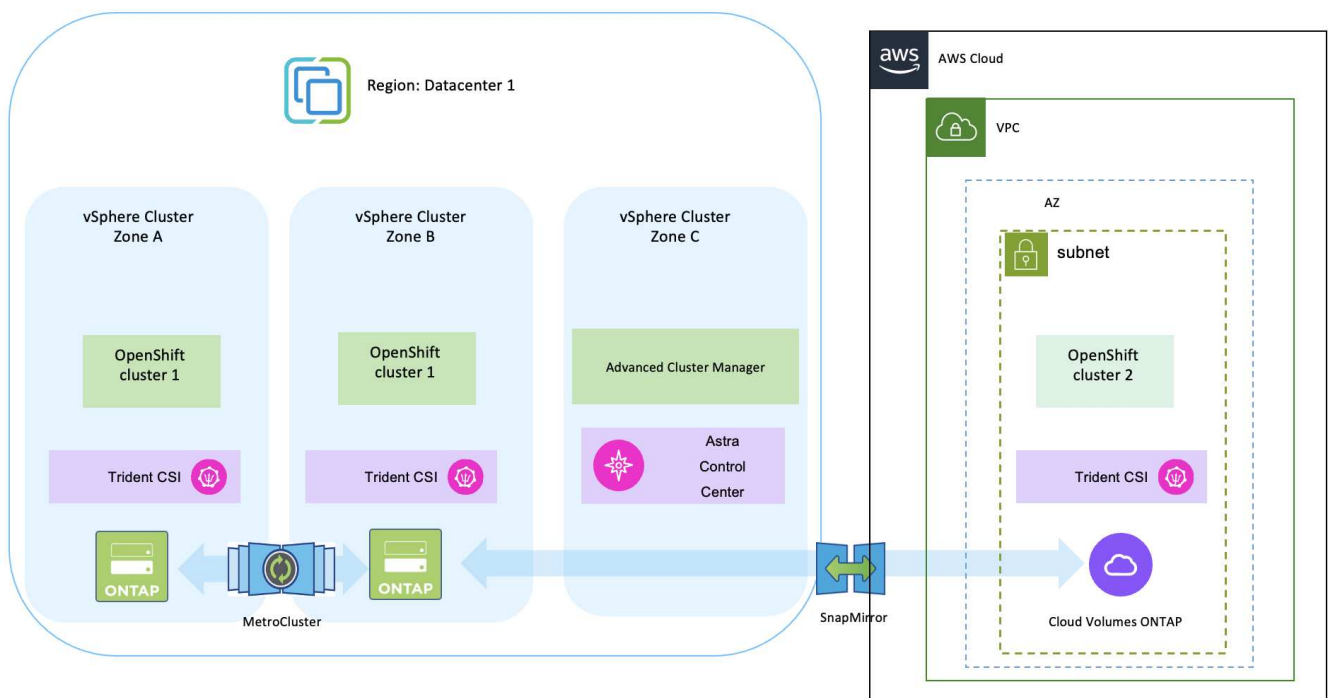 Region: Datacenter 1
vSphere Cluster
Zone A
OpenShift
cluster 1
Trident CSI
ONTAP
MetroCluster
vSphere Cluster
Zone B
OpenShift
cluster 1
Trident CSI
ONTAP
vSphere Cluster
Zone C
Advanced Cluster Manager
Astra
Control
Center
SnapMirror
aws
AWS Cloud
VPC
AZ
subnet
OpenShift
cluster 2
Trident CSI
Cloud Volumes ONTAP